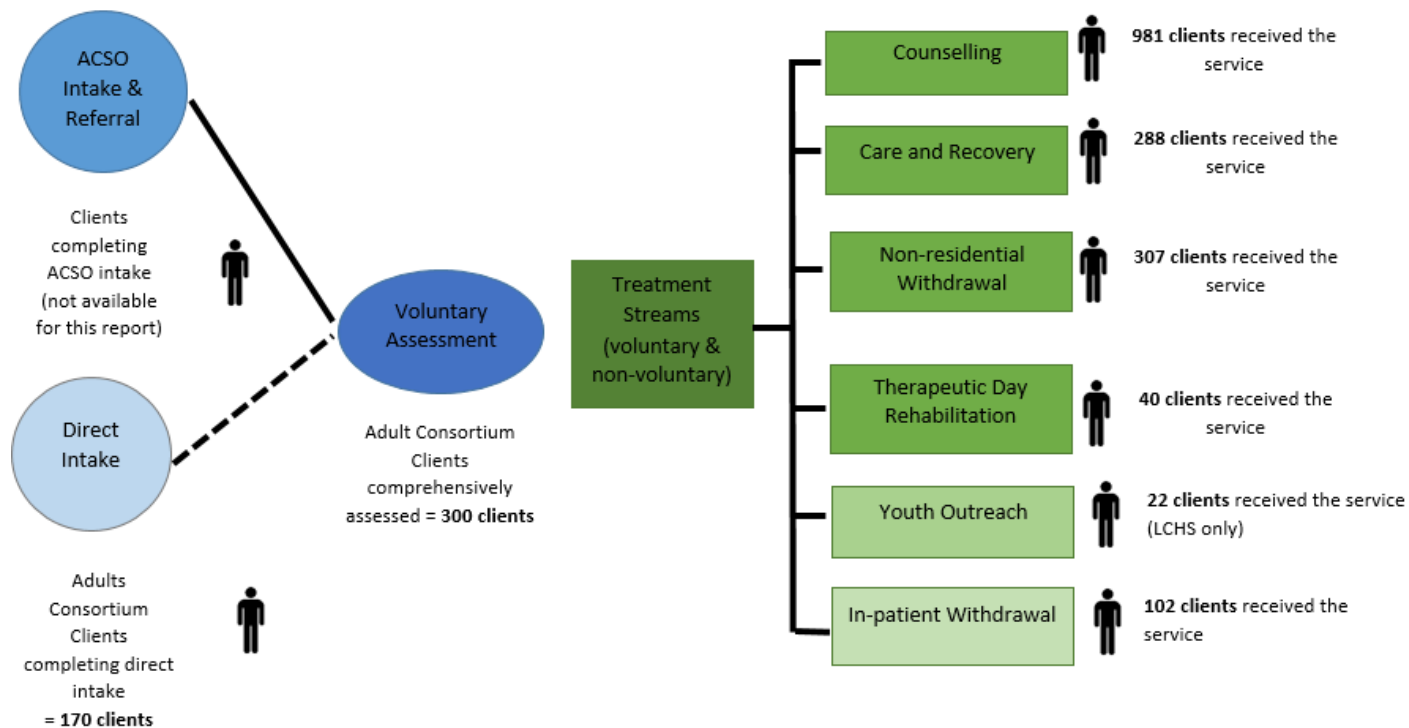 ACSO
Intake &
Referral
Clients
completing
ACSO intake
(not available
for this report)
Direct
Intake
Adults
Consortium
Clients
completing direct
intake
= 170 clients
Voluntary
Assessment
Adult Consortium
Clients
comprehensively
assessed = 300 clients
Treatment
Streams
(voluntary &
non-voluntary)
Counselling
981 clients received the
service
Care and Recovery
288 clients received the
service
Non-residential
Withdrawal
307 clients received the
service
Therapeutic Day
Rehabilitation
40 clients received the
service
Youth Outreach
22 clients received the service
(LCHS only)
In-patient Withdrawal
102 clients received the
service